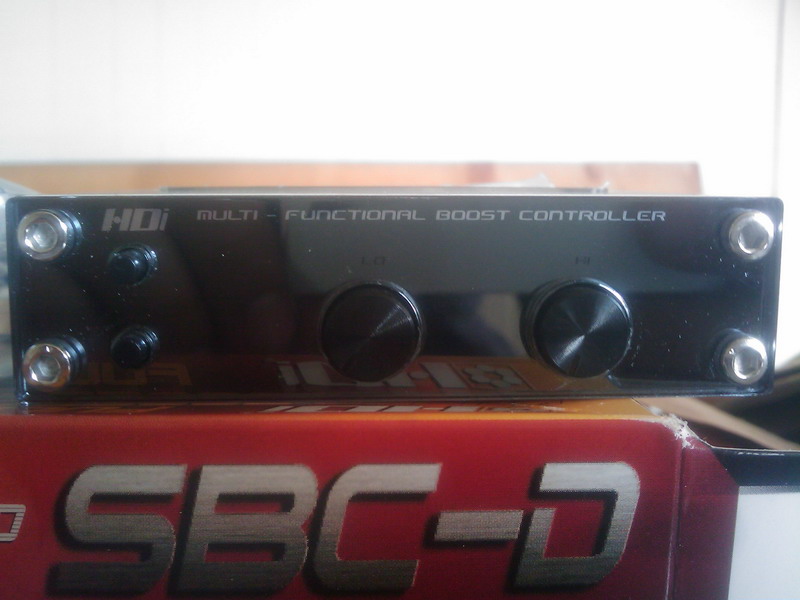 HDi MULTI - FUNCTIONAL BOOST CONTROLLER
LO HI
SBC-D